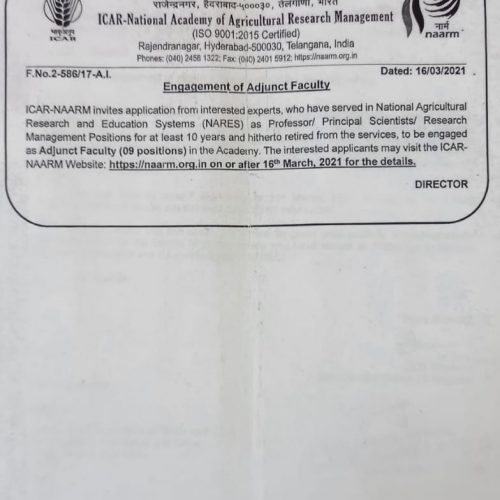 राजेन्द्रनगर, हैदराबाद-५०००३०, तेलंगाणा, भारत
ICAR-National Academy of Agricultural Research Management
(ISO 9001:2015 Certified)
Rajendranagar, Hyderabad-500030, Telangana, India
Phones: (040) 2458 1322; Fax: (040) 2401 5912; https://naarm.org.in
भाकृअनुप
ICAR
नार्म
naarm
F.No.2-586/17-A.I.
Dated: 16/03/2021
Engagement of Adjunct Faculty
ICAR-NAARM invites application from interested experts, who have served in National Agricultural
Research and Education Systems (NARES) as Professor/ Principal Scientists/ Research
Management Positions for at least 10 years and hitherto retired from the services, to be engaged
as Adjunct Faculty (09 positions) in the Academy. The interested applicants may visit the ICAR-
NAARM Website: https://naarm.org.in on or after 16th March, 2021 for the details.
DIRECTOR